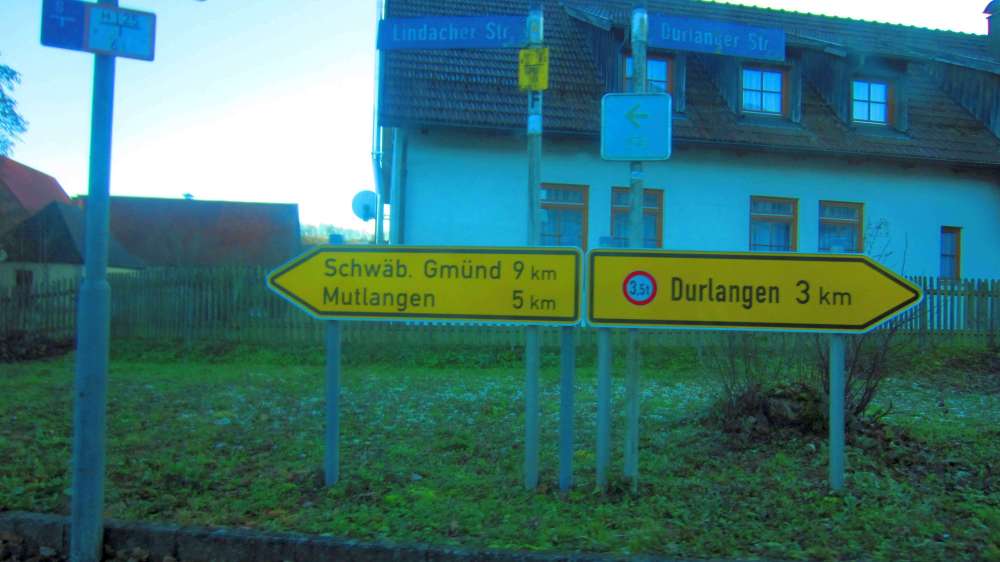 Lindacher Str.
Durlanger Str.
Schwäb. Gmünd 9 km
Mutlangen 5 km
3,5t
Durlangen 3 km